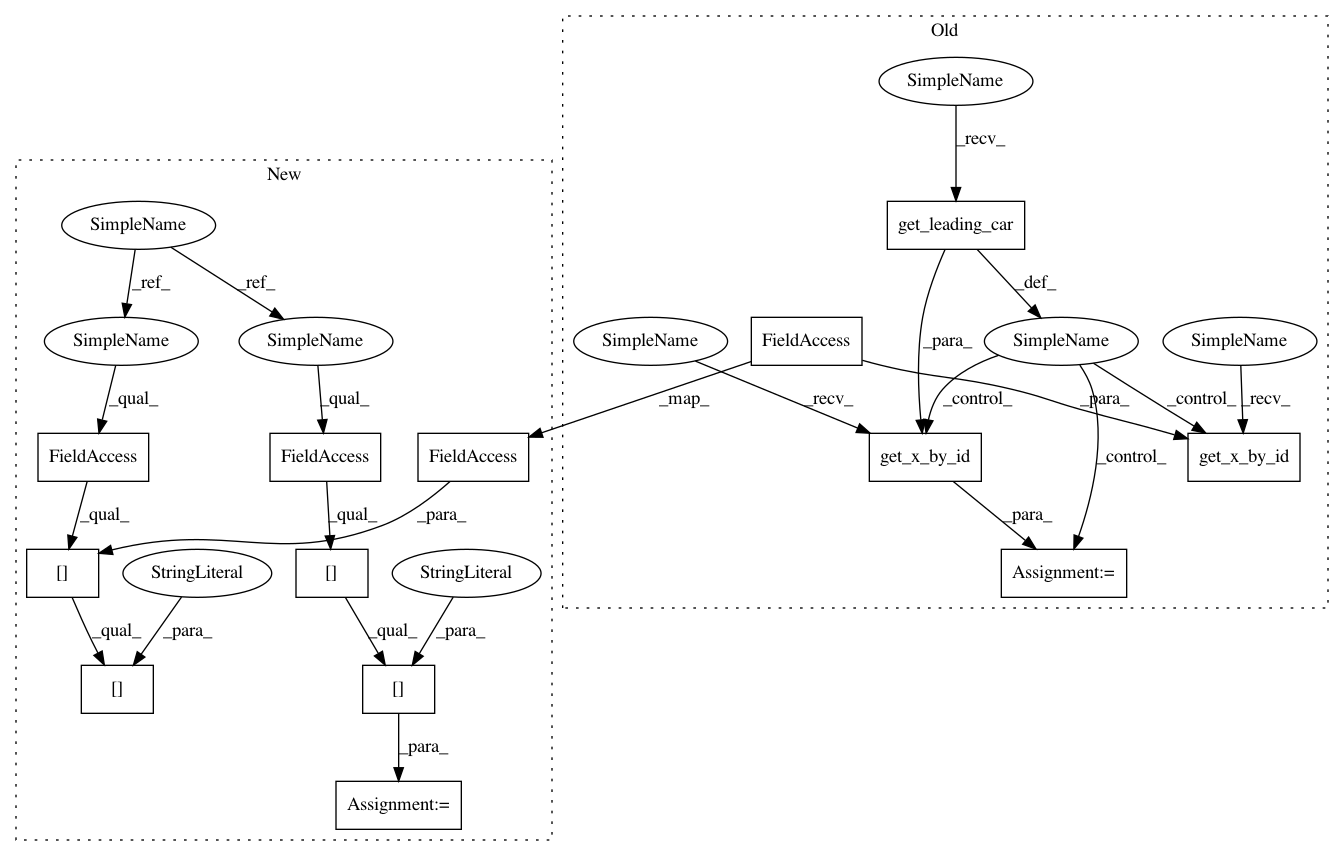 Old
SimpleName
_recv_
New
SimpleName
get_leading_car
_ref_
_ref_
_def_
SimpleName
SimpleName
SimpleName
FieldAccess
_para_
SimpleName
SimpleName
_qual_
_qual_
_map_
_recv_
_control_
_para_
_control_
_recv_
FieldAccess
FieldAccess
FieldAccess
get_x_by_id
_control_
get_x_by_id
_qual_
_qual_
_para_
_para_
[]
StringLiteral
[]
StringLiteral
Assignment:=
_qual_
_para_
_qual_
_para_
[]
[]
_para_
Assignment:=